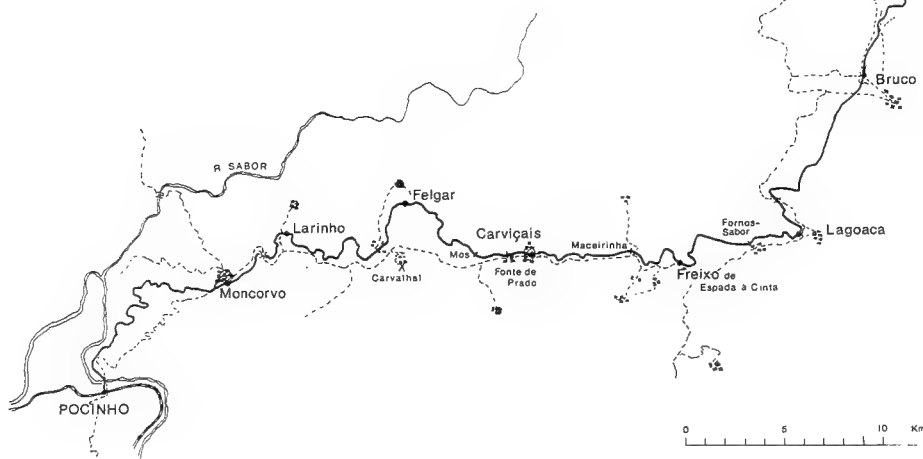 Bruco
R SABOR
Felgar
Larinho
Carviçais
Fornos-
Sabor
Lagoaca
Maceirinha
Mos
Carvalhal
Fonte de
Prado
Freixo de
Espada à Cinta
Moncorvo
POCINHO
0 5 10 Km